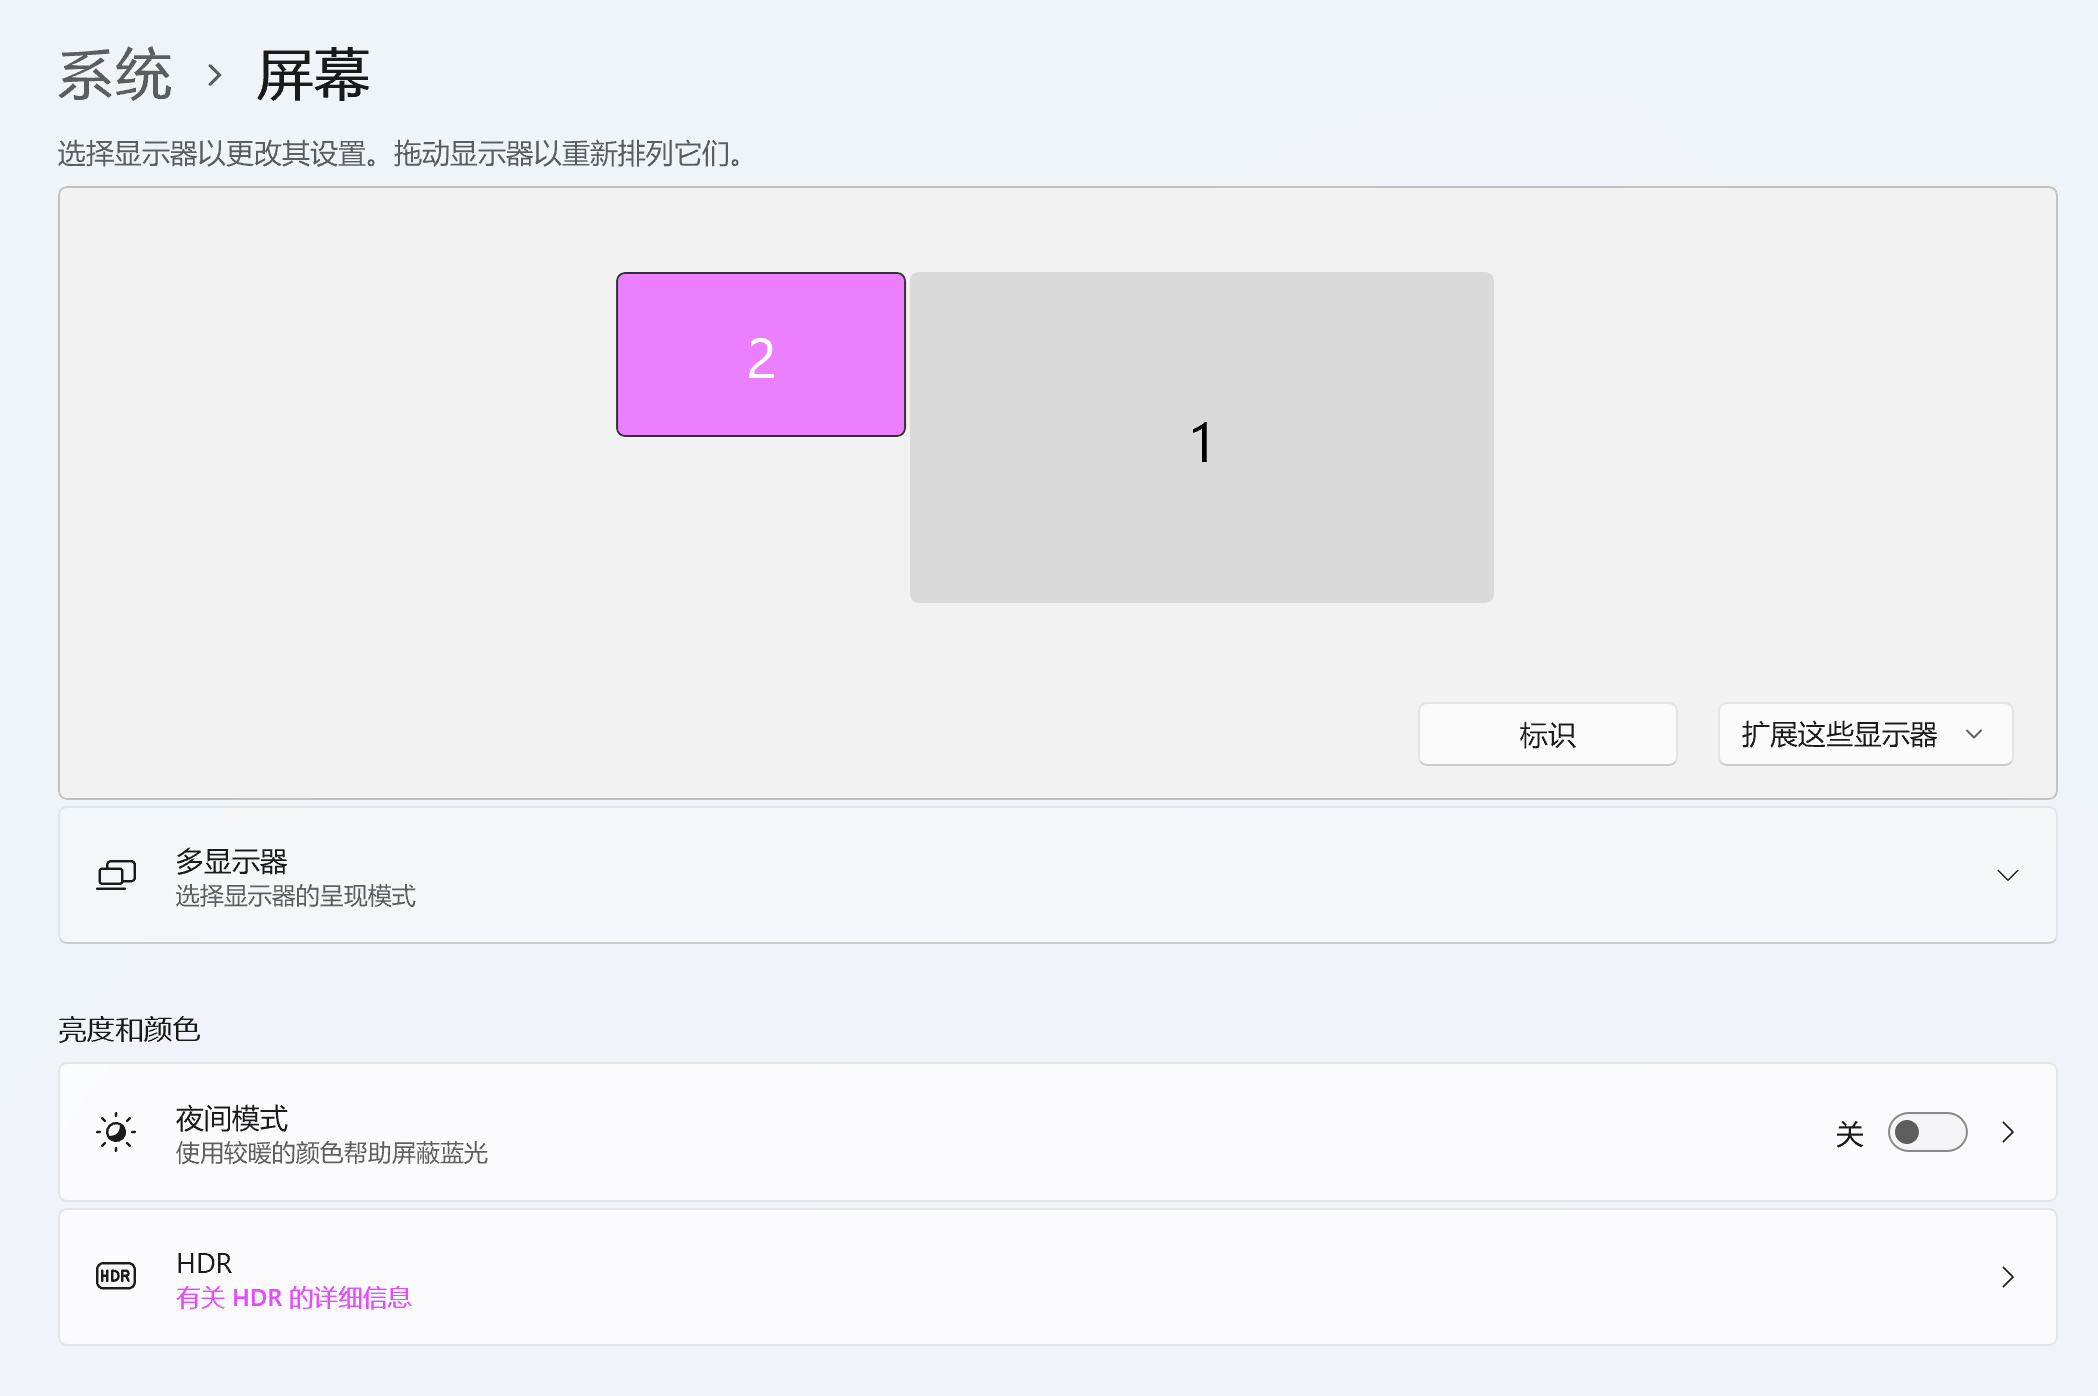 系统 › 屏幕
选择显示器以更改其设置。拖动显示器以重新排列它们。
2
1
标识
扩展这些显示器
多显示器
选择显示器的呈现模式
亮度和颜色
夜间模式
使用较暖的颜色帮助屏蔽蓝光
关
HDR
HDR
有关 HDR 的详细信息